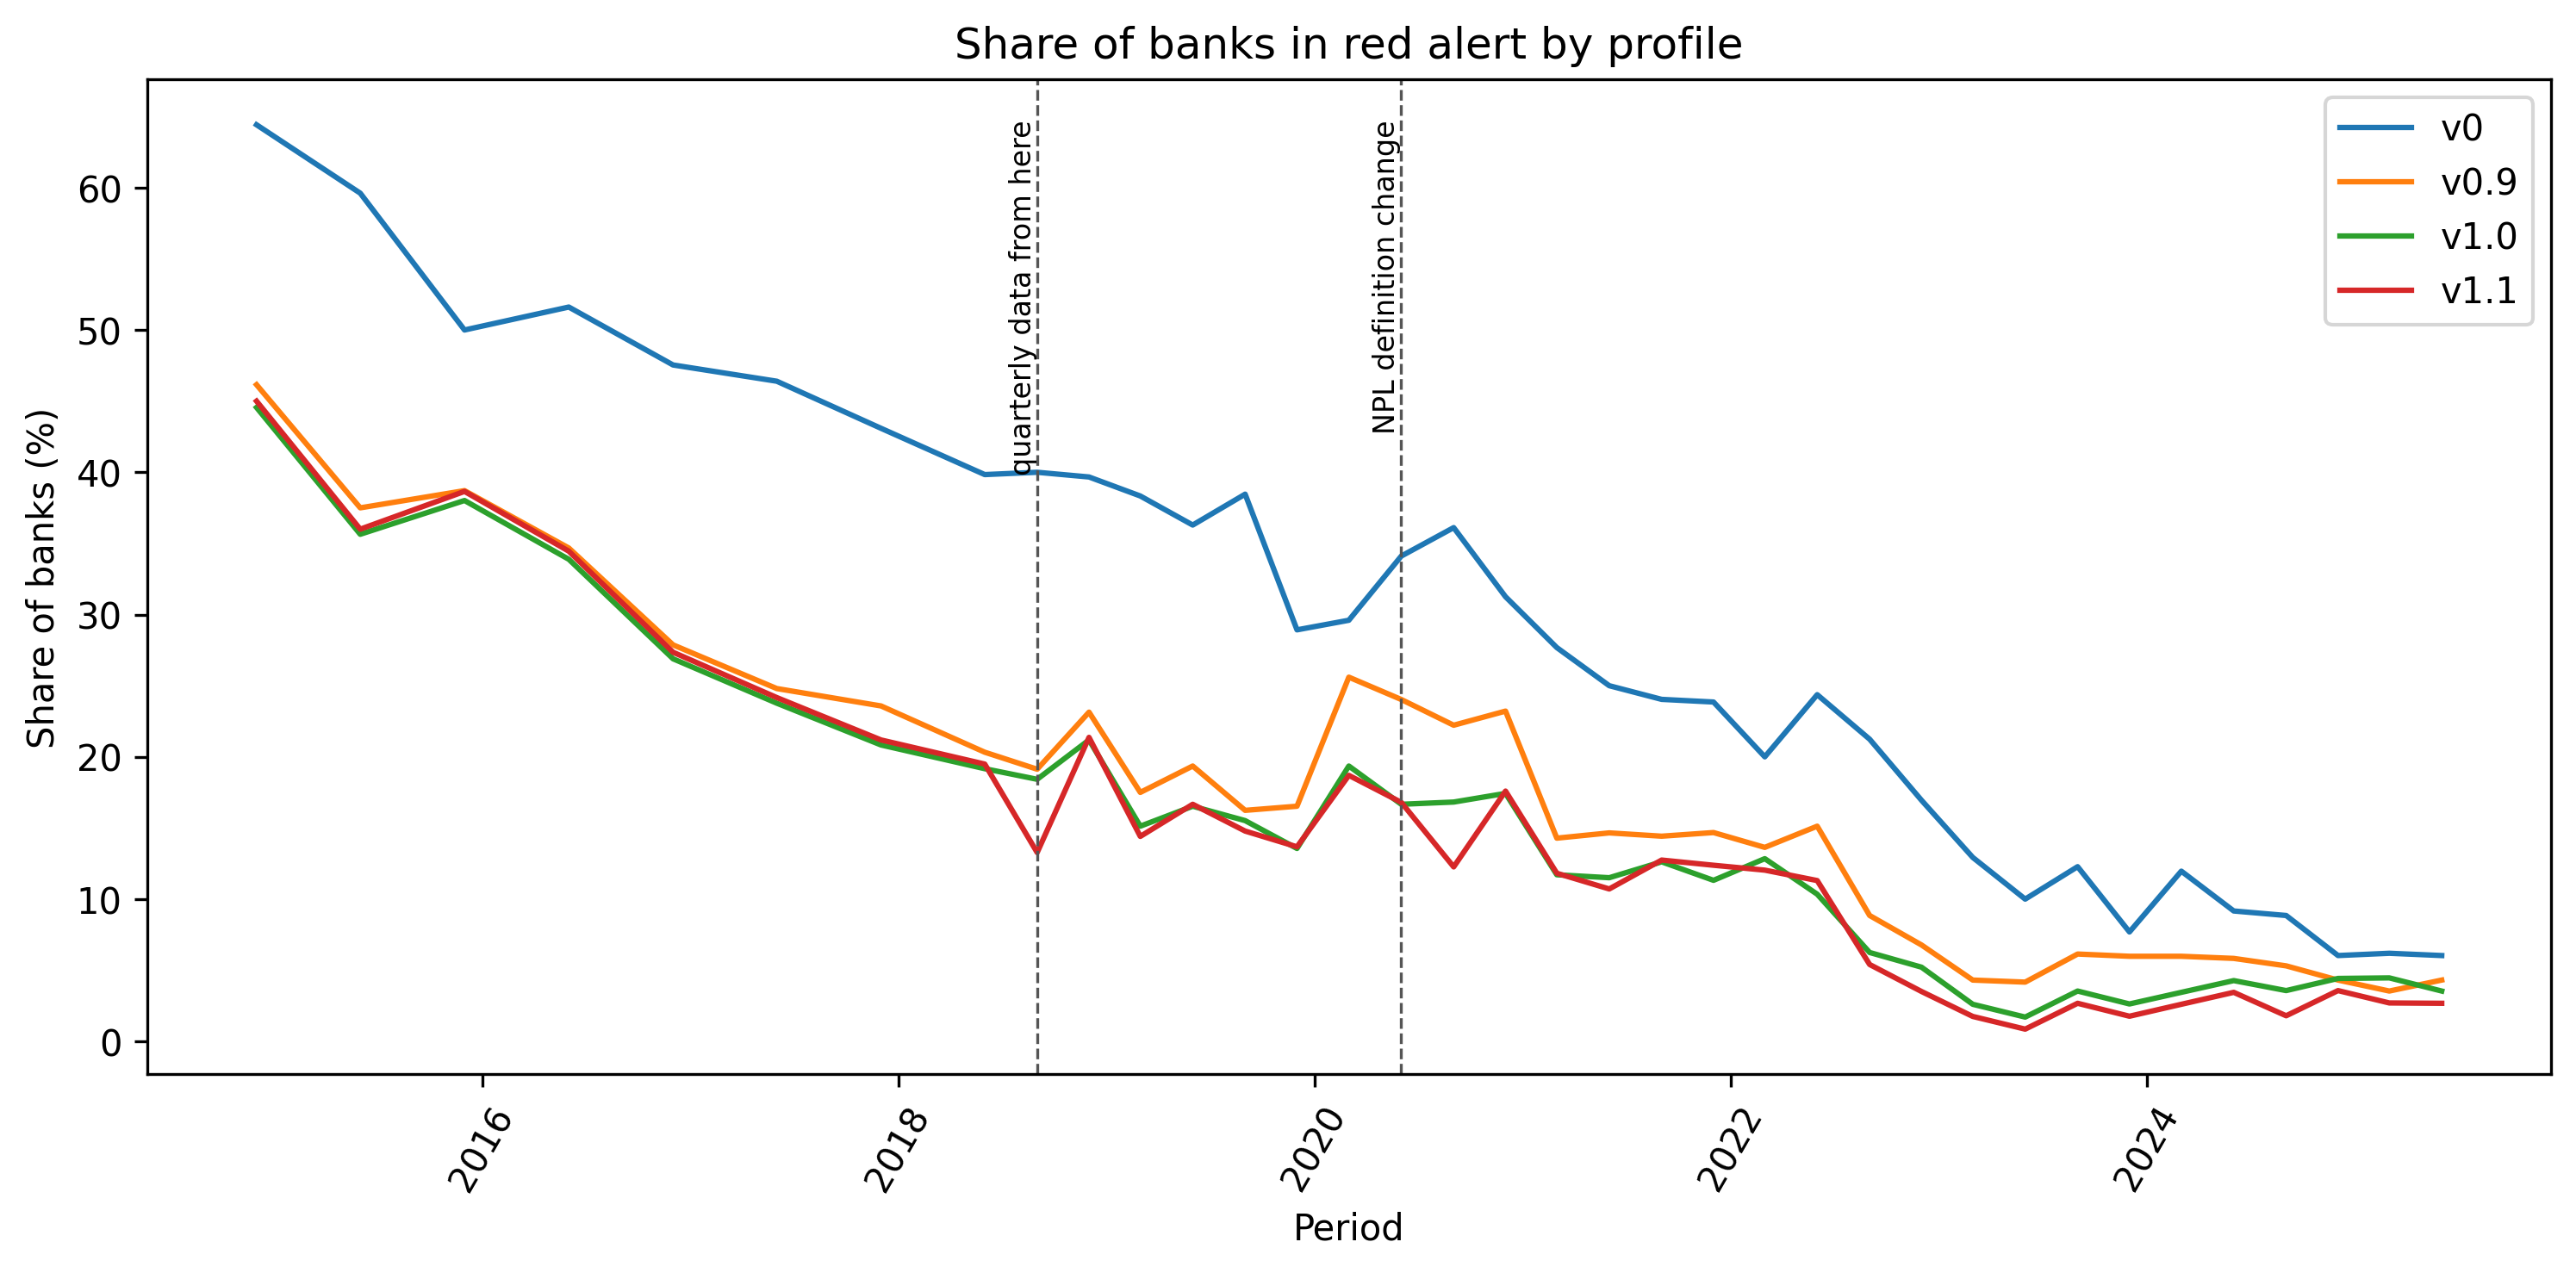 Share of banks in red alert by profile
Share of banks (%)
60
50
40
30
20
10
0
quarterly data from here
NPL definition change
v0
v0.9
v1.0
v1.1
2016
2018
2020
2022
2024
Period